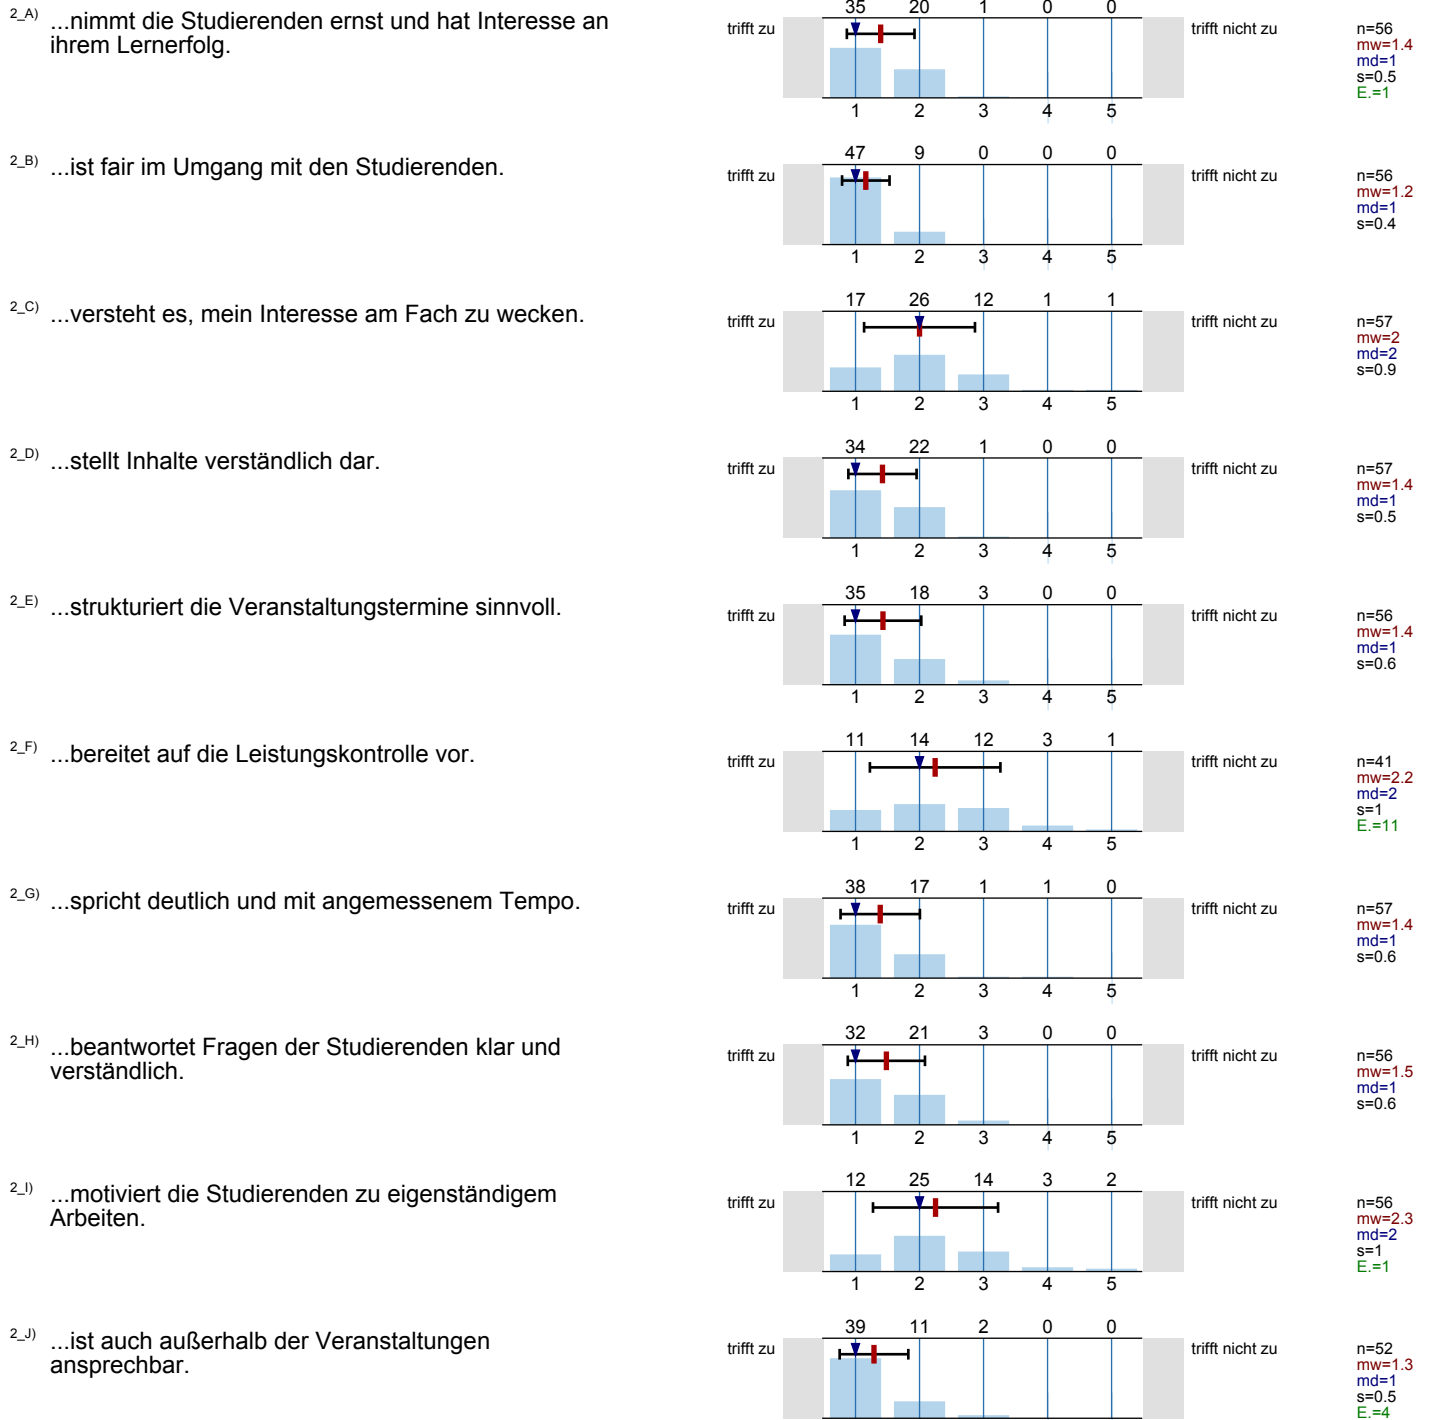 2_A) ...nimmt die Studierenden ernst und hat Interesse an
ihrem Lernerfolg.
35 20 1 0 0
trifft zu
trifft nicht zu
1 2 3 4 5
n=56
mw=1.4
md=1
s=0.5
E.=1
2_B) ...ist fair im Umgang mit den Studierenden.
47 9 0 0 0
trifft zu
trifft nicht zu
1 2 3 4 5
n=56
mw=1.2
md=1
s=0.4
2_C) ...versteht es, mein Interesse am Fach zu wecken.
17 26 12 1 1
trifft zu
trifft nicht zu
1 2 3 4 5
n=57
mw=2
md=2
s=0.9
2_D) ...stellt Inhalte verständlich dar.
34 22 1 0 0
trifft zu
trifft nicht zu
1 2 3 4 5
n=57
mw=1.4
md=1
s=0.5
2_E) ...strukturiert die Veranstaltungstermine sinnvoll.
35 18 3 0 0
trifft zu
trifft nicht zu
1 2 3 4 5
n=56
mw=1.4
md=1
s=0.6
2_F) ...bereitet auf die Leistungskontrolle vor.
11 14 12 3 1
trifft zu
trifft nicht zu
1 2 3 4 5
n=41
mw=2.2
md=2
s=1
E.=11
2_G) ...spricht deutlich und mit angemessenem Tempo.
38 17 1 1 0
trifft zu
trifft nicht zu
1 2 3 4 5
n=57
mw=1.4
md=1
s=0.6
2_H) ...beantwortet Fragen der Studierenden klar und
verständlich.
32 21 3 0 0
trifft zu
trifft nicht zu
1 2 3 4 5
n=56
mw=1.5
md=1
s=0.6
2_I) ...motiviert die Studierenden zu eigenständigem
Arbeiten.
12 25 14 3 2
trifft zu
trifft nicht zu
1 2 3 4 5
n=56
mw=2.3
md=2
s=1
E.=1
2_J) ...ist auch außerhalb der Veranstaltungen
ansprechbar.
39 11 2 0 0
trifft zu
trifft nicht zu
n=52
mw=1.3
md=1
s=0.5
E.=4